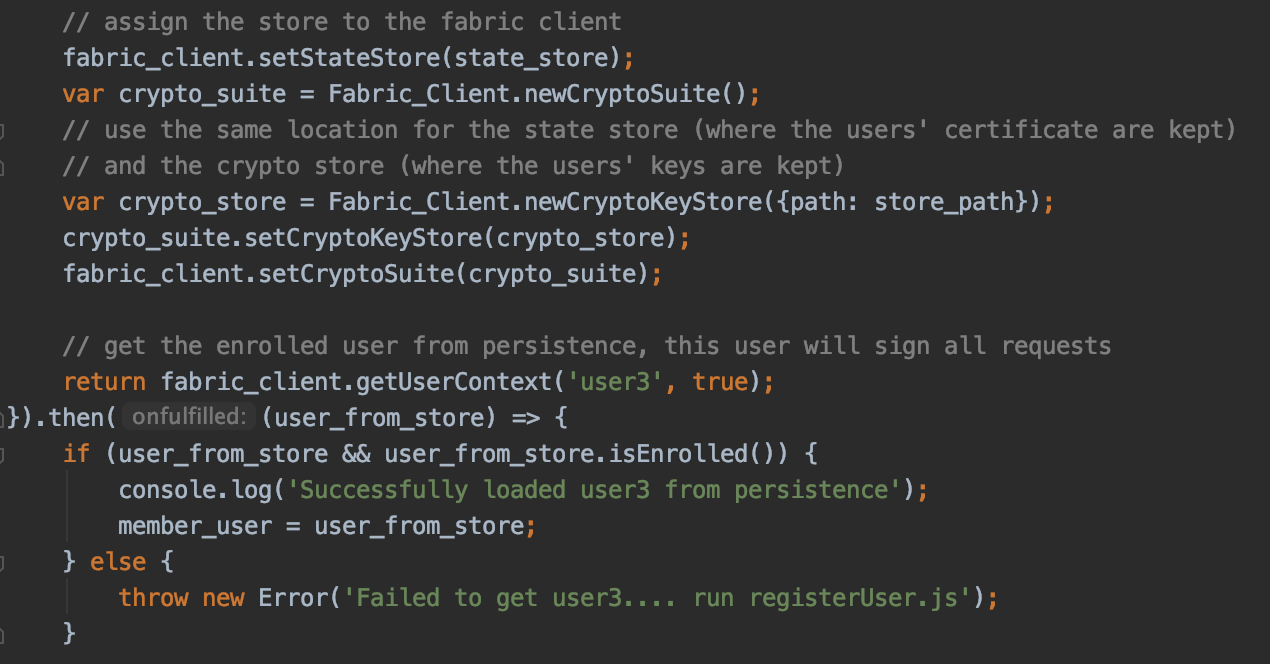 // assign the store to the fabric client
fabric_client.setStateStore(state_store);
var crypto_suite = Fabric_Client.newCryptoSuite();
// use the same location for the state store (where the users' certificate are kept)
// and the crypto store (where the users' keys are kept)
var crypto_store = Fabric_Client.newCryptoKeyStore({path: store_path});
crypto_suite.setCryptoKeyStore(crypto_store);
fabric_client.setCryptoSuite(crypto_suite);
// get the enrolled user from persistence, this user will sign all requests
return fabric_client.getUserContext('user3', true);
}).then( onfulfilled: (user_from_store) => {
if (user_from_store && user_from_store.isEnrolled()) {
console.log('Successfully loaded user3 from persistence');
member_user = user_from_store;
} else {
throw new Error('Failed to get user3.... run registerUser.js');
}